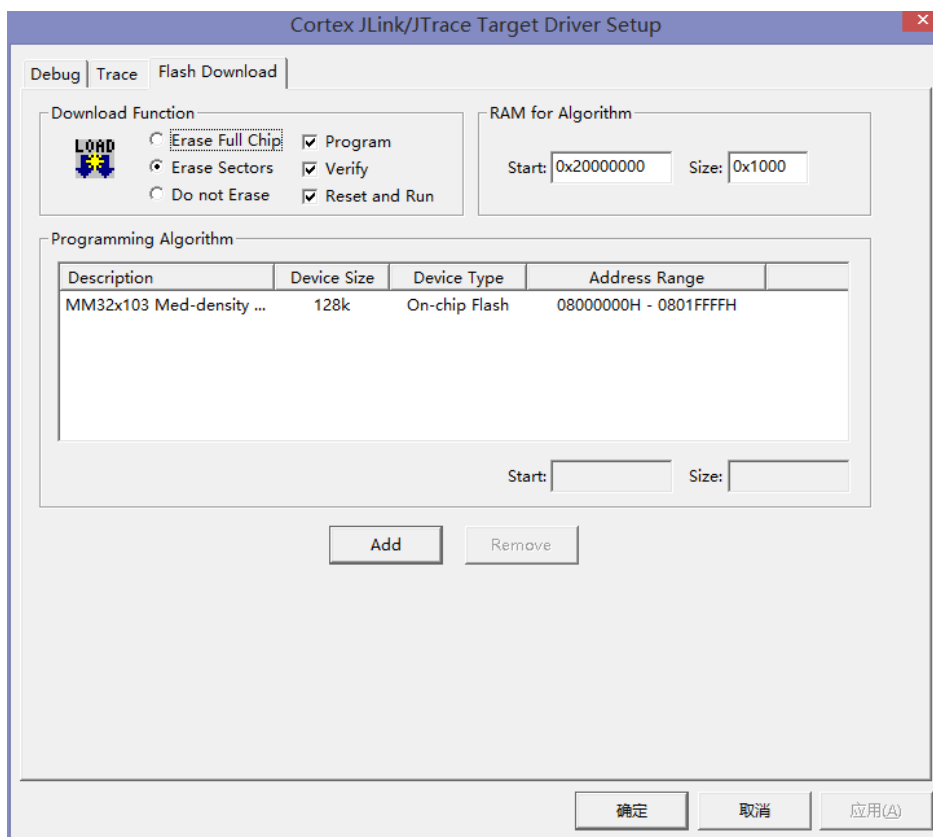 Cortex JLink/JTrace Target Driver Setup
Debug Trace Flash Download
Download Function
LOAD
Erase Full Chip
Erase Sectors
Do not Erase
Program
Verify
Reset and Run
RAM for Algorithm
Start: 0x20000000 Size: 0x1000
Programming Algorithm
Description Device Size Device Type Address Range
MM32x103 Med-density ... 128k On-chip Flash 08000000H - 0801FFFFH
Start: Size:
Add Remove
确定 取消 应用(A)